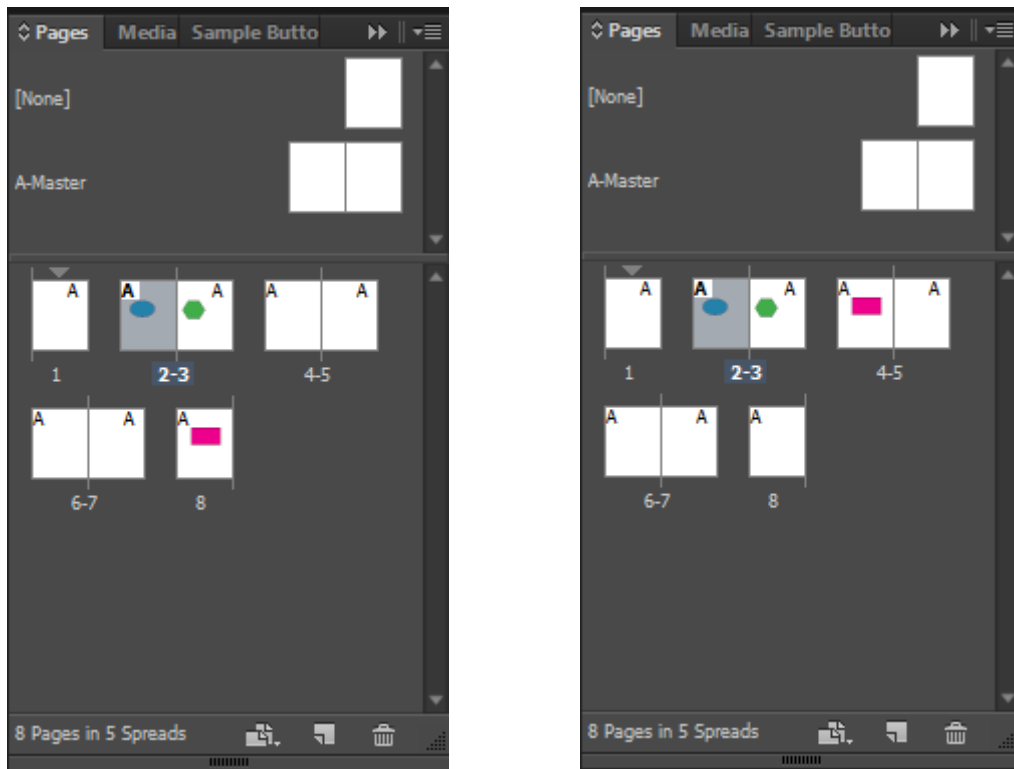 Pages Media Sample Butto
[None]
A-Master
A A A A A
1 2-3 4-5
A A A
6-7 8
8 Pages in 5 Spreads
Pages Media Sample Butto
[None]
A-Master
A A A A A
1 2-3 4-5
A A A
6-7 8
8 Pages in 5 Spreads